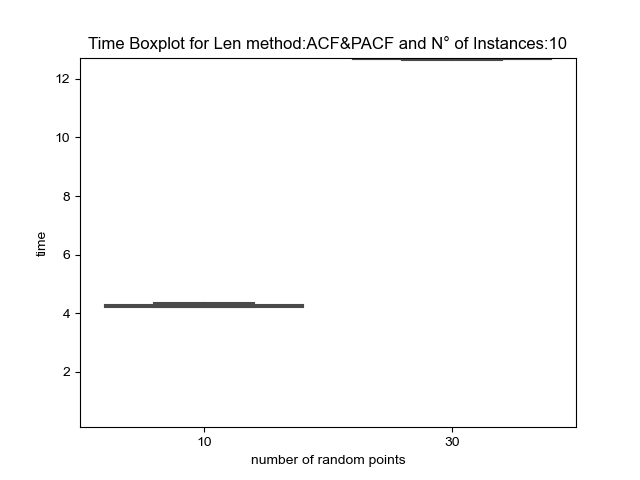 Time Boxplot for Len method:ACF&PACF and N° of Instances:10
12
10
8
6
4
2
time
10
30
number of random points